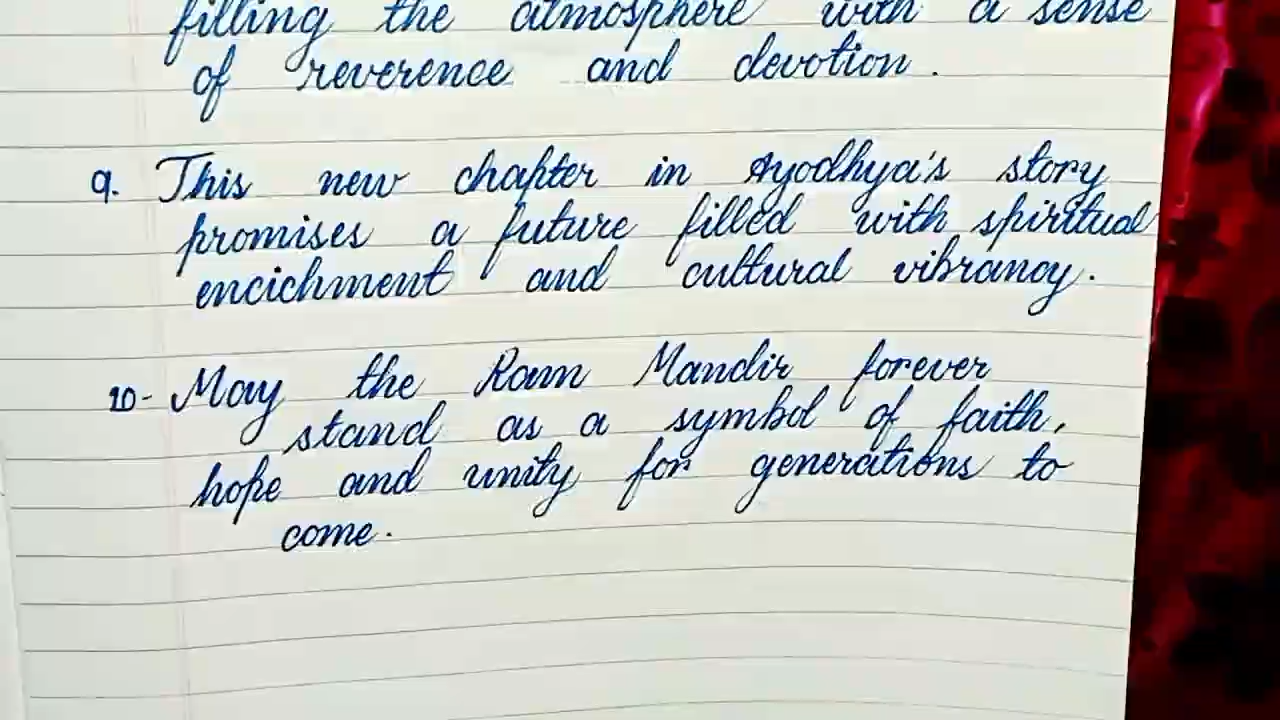 filling the atmosphere with a sense
of reverence and devotion.
9. This new chapter in Ayodhya's story
promises a future filled with spiritual
encichment and cultural vibrancy.
10- May the Ram Mandir forever
stand as a symbol of faith,
hope and unity for generations to
come.